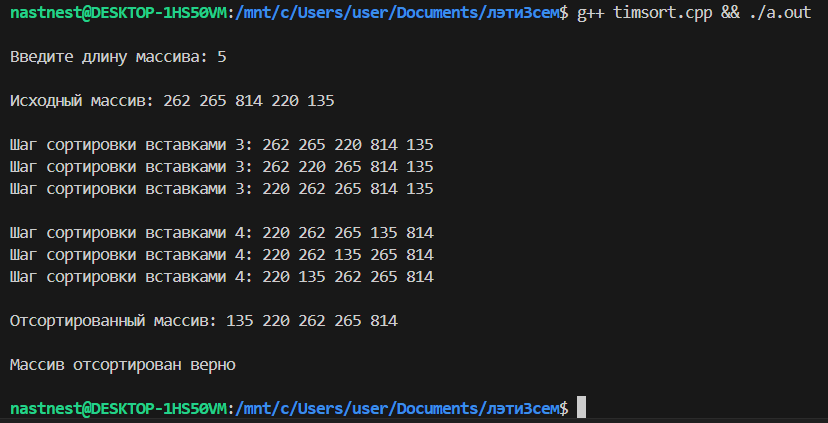 nastnest@DESKTOP-1HS50VM:/mnt/c/Users/user/Documents/лэти3сем$ g++ timsort.cpp && ./a.out
Введите длину массива: 5
Исходный массив: 262 265 814 220 135
Шаг сортировки вставками 3: 262 265 220 814 135
Шаг сортировки вставками 3: 262 220 265 814 135
Шаг сортировки вставками 3: 220 262 265 814 135
Шаг сортировки вставками 4: 220 262 265 135 814
Шаг сортировки вставками 4: 220 262 135 265 814
Шаг сортировки вставками 4: 220 135 262 265 814
Отсортированный массив: 135 220 262 265 814
Массив отсортирован верно
nastnest@DESKTOP-1HS50VM:/mnt/c/Users/user/Documents/лэти3сем$